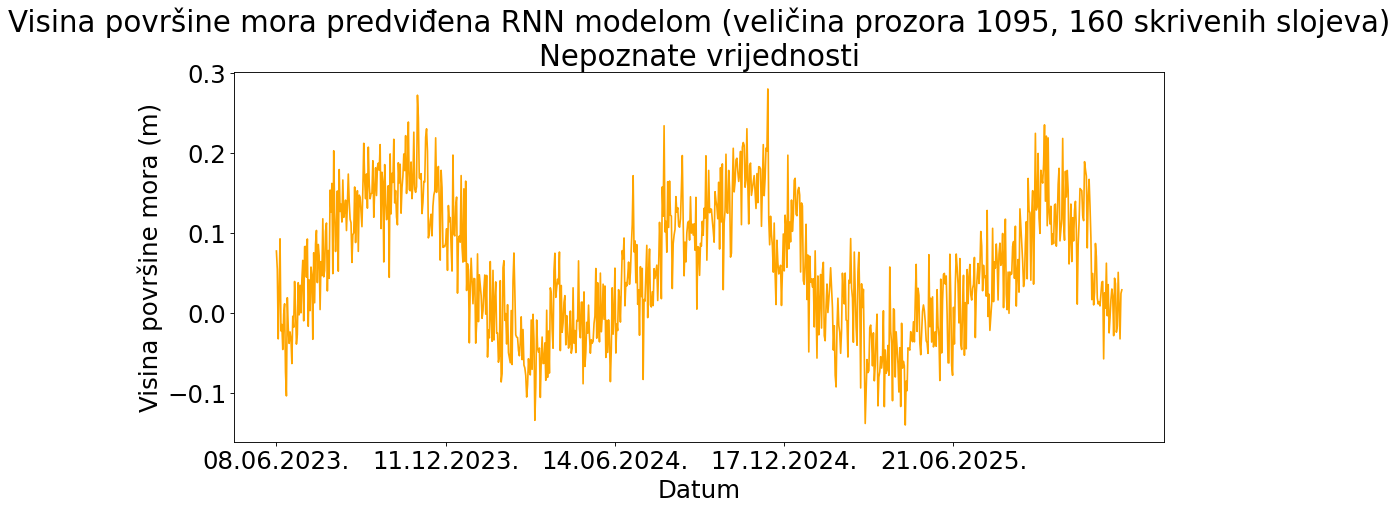 Visina površine mora predviđena RNN modelom (veličina prozora 1095, 160 skrivenih slojeva)
Nepoznate vrijednosti
Visina površine mora (m)
0.3
0.2
0.1
0.0
−0.1
08.06.2023. 11.12.2023. 14.06.2024. 17.12.2024. 21.06.2025.
Datum